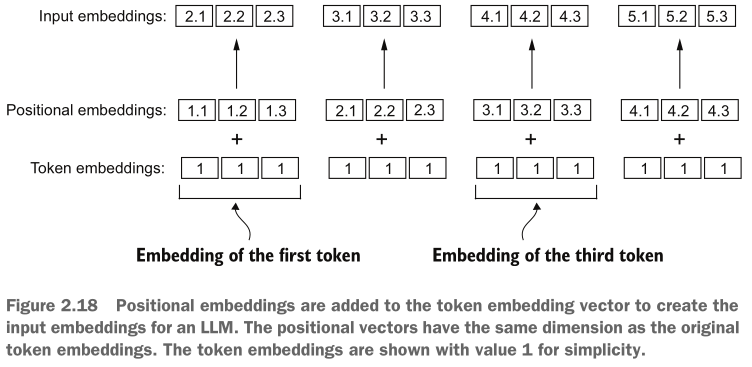 Input embeddings: 2.1 2.2 2.3 3.1 3.2 3.3 4.1 4.2 4.3 5.1 5.2 5.3
Positional embeddings: 1.1 1.2 1.3 2.1 2.2 2.3 3.1 3.2 3.3 4.1 4.2 4.3
+ + + +
Token embeddings: 1 1 1 1 1 1 1 1 1 1 1 1
Embedding of the first token Embedding of the third token
Figure 2.18 Positional embeddings are added to the token embedding vector to create the
input embeddings for an LLM. The positional vectors have the same dimension as the original
token embeddings. The token embeddings are shown with value 1 for simplicity.